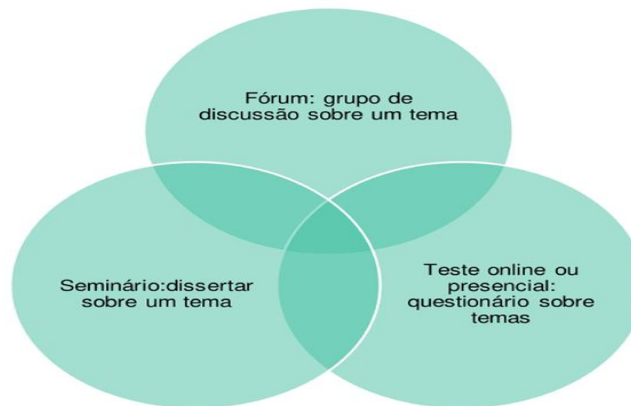 Fórum: grupo de
discussão sobre um tema
Seminário:dissertar
sobre um tema
Teste online ou
presencial:
questionário sobre
temas